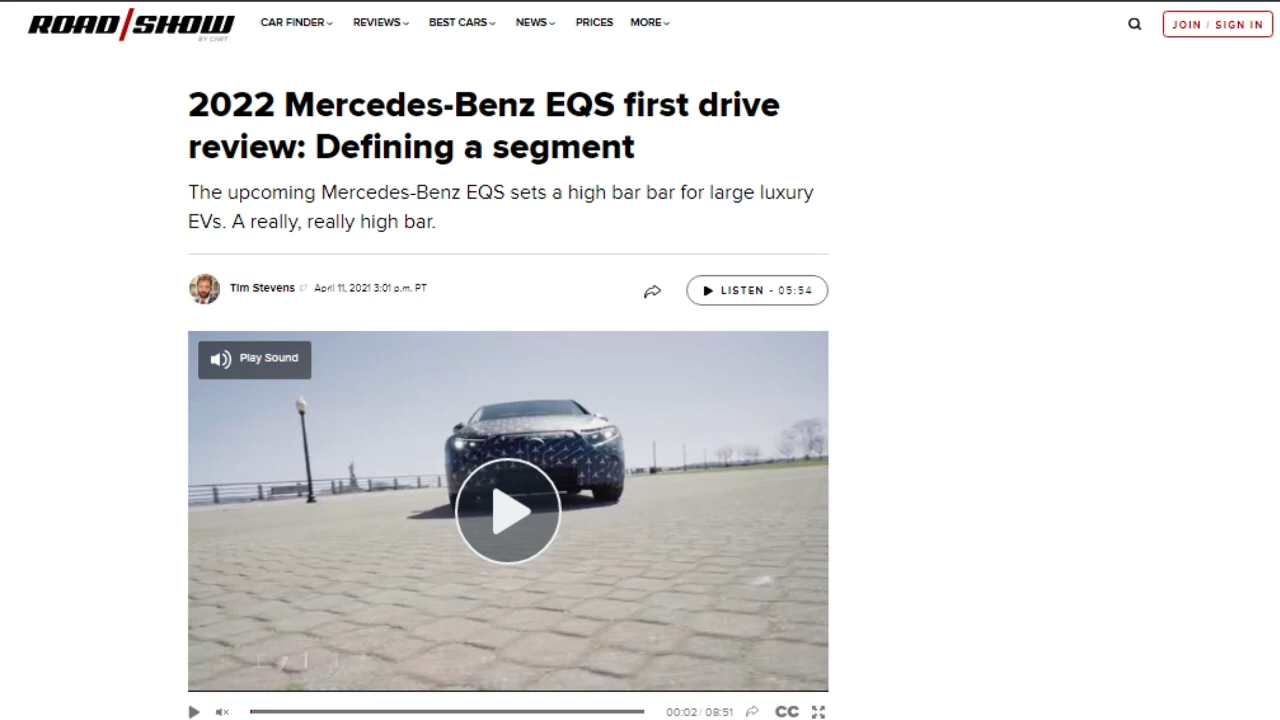 ROAD/SHOW
BY CNET
CAR FINDER
REVIEWS
BEST CARS
NEWS
PRICES
MORE
JOIN / SIGN IN
2022 Mercedes-Benz EQS first drive
review: Defining a segment
The upcoming Mercedes-Benz EQS sets a high bar bar for large luxury
EVs. A really, really high bar.
Tim Stevens
April 11, 2021 3:01 p.m. PT
LISTEN - 05:54
Play Sound
00:02 / 08:51
CC